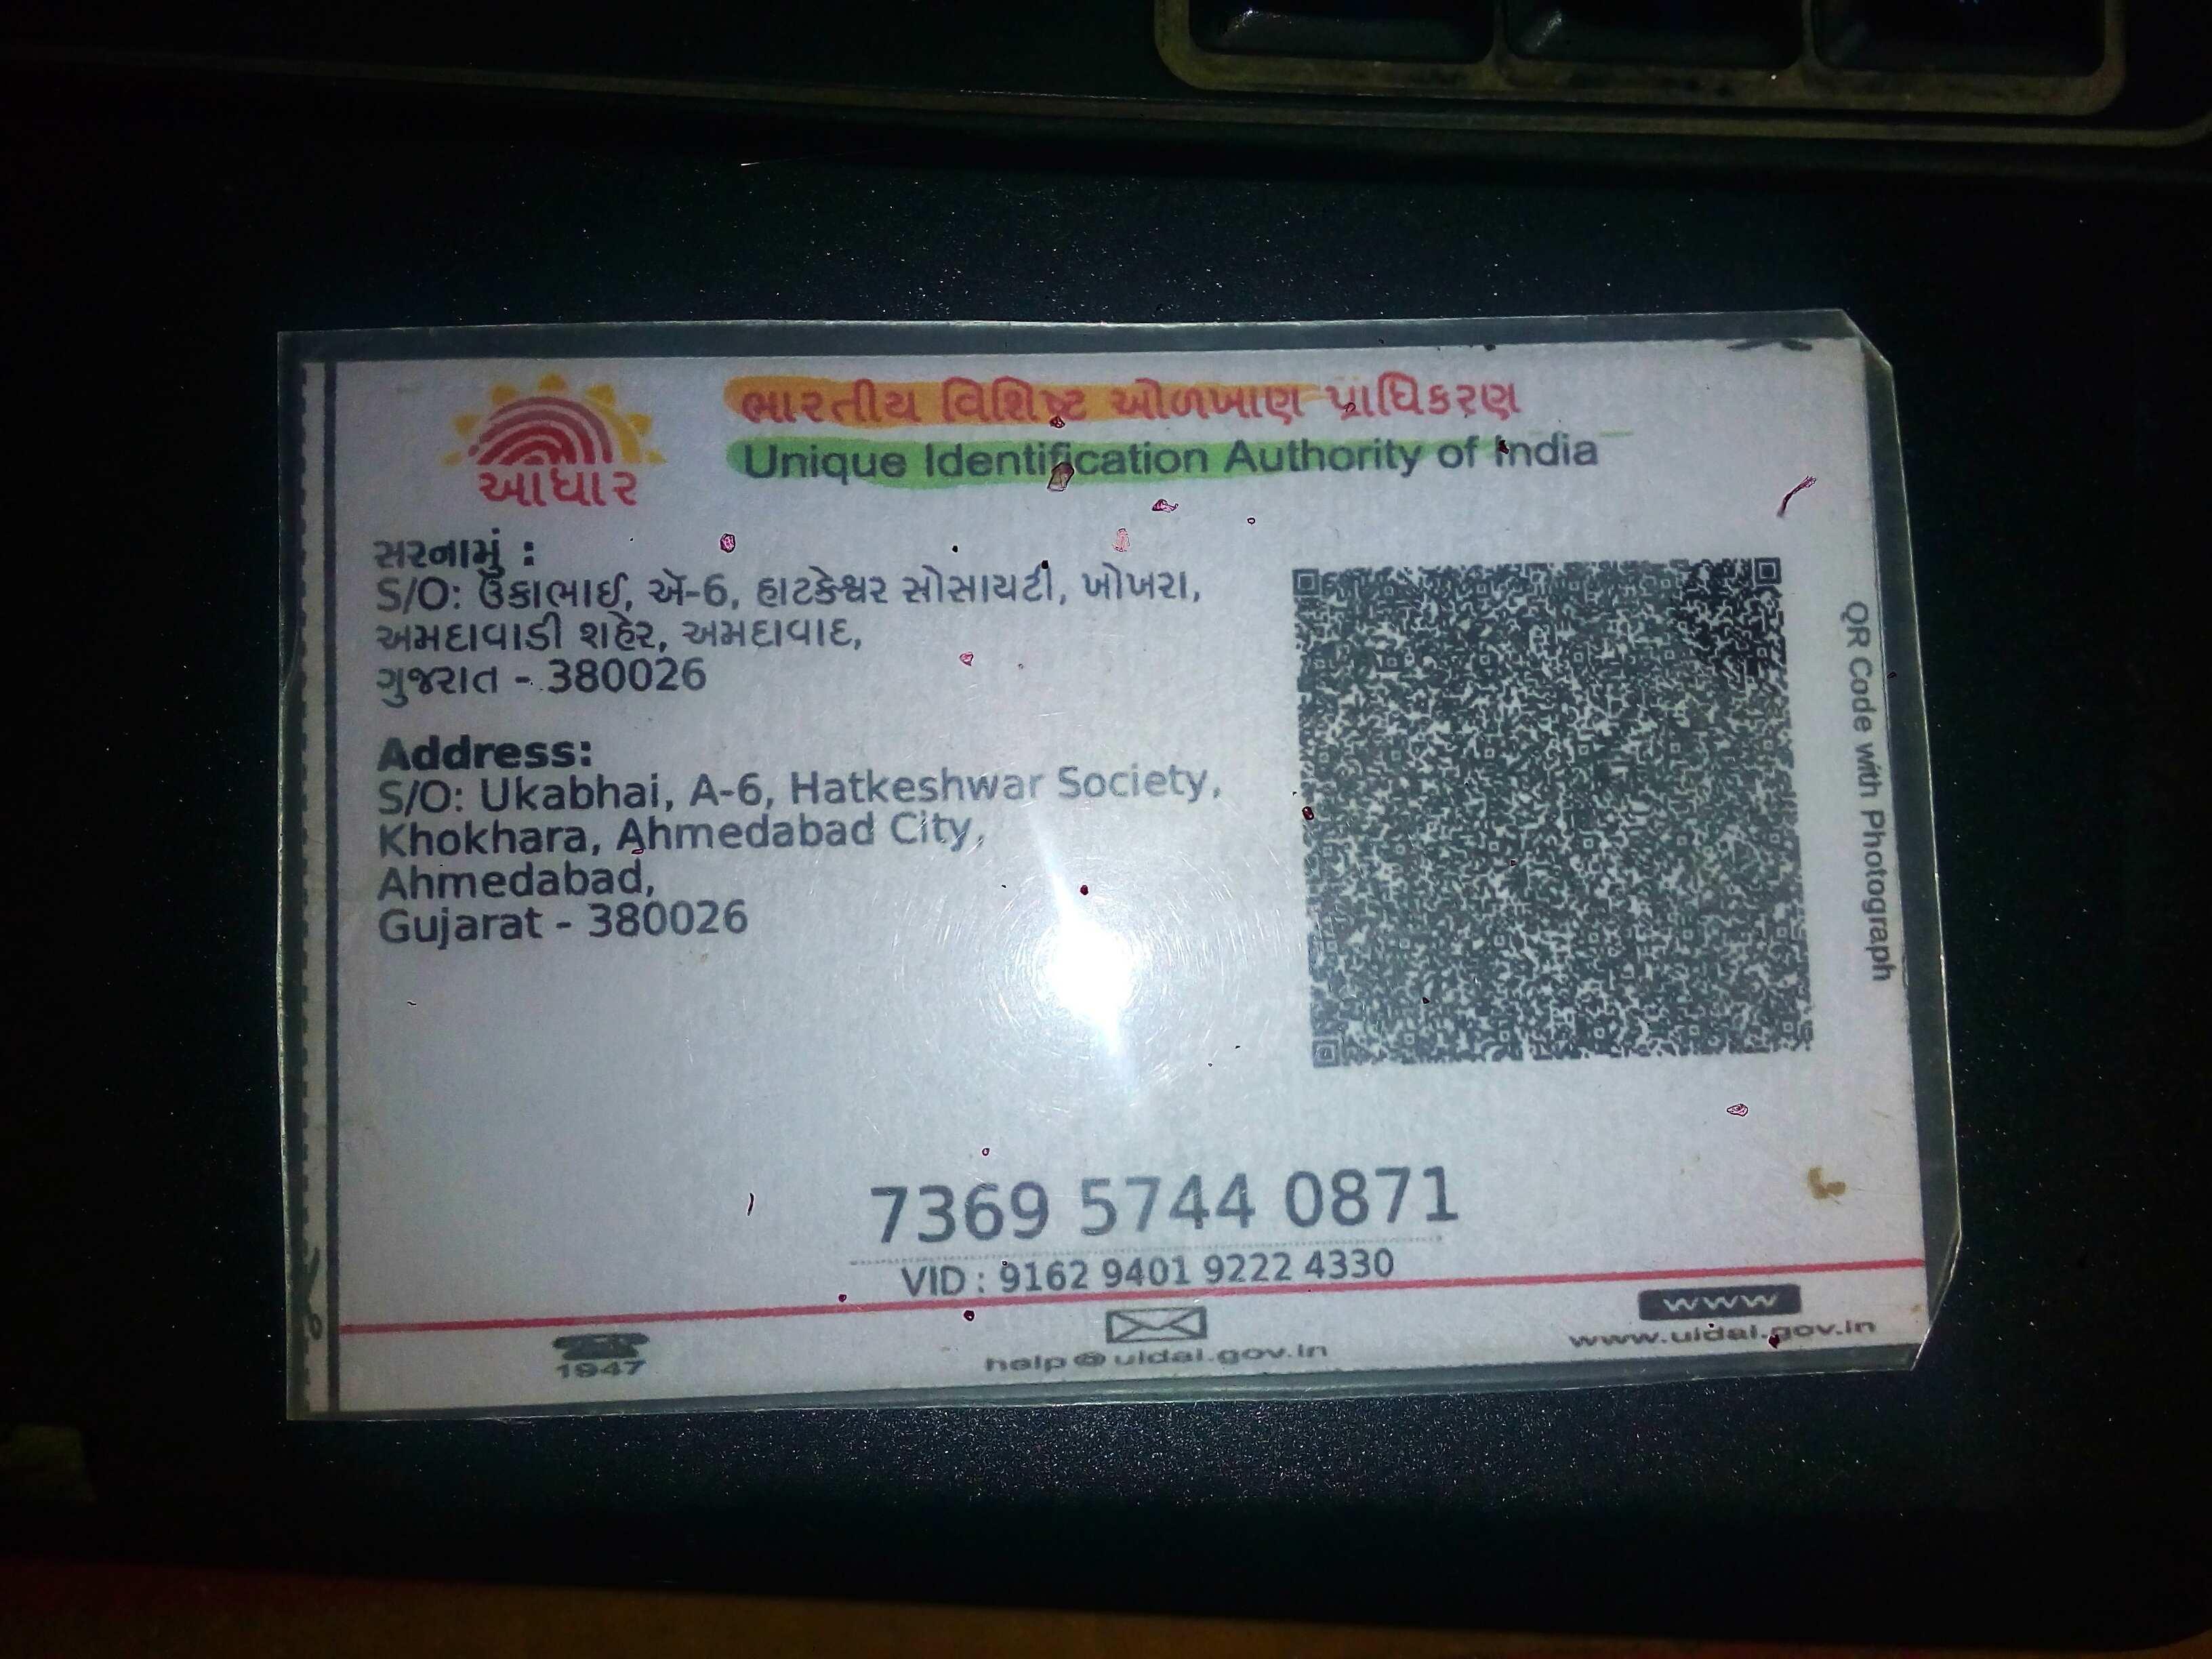 આધાર
ભારતીય વિશિષ્ટ ઓળખાણ પ્રાધિકરણ
Unique Identification Authority of India
સરનામું :
S/O: ઉકાભાઈ, એ-6, હાટકેશ્વર સોસાયટી, ખોખરા,
અમદાવાડી શહેર, અમદાવાદ,
ગુજરાત - 380026
Address:
S/O: Ukabhai, A-6, Hatkeshwar Society,
Khokhara, Ahmedabad City,
Ahmedabad,
Gujarat - 380026
QR Code with Photograph
7369 5744 0871
VID : 9162 9401 9222 4330
1947
help@uidai.gov.in
www
www.uidai.gov.in